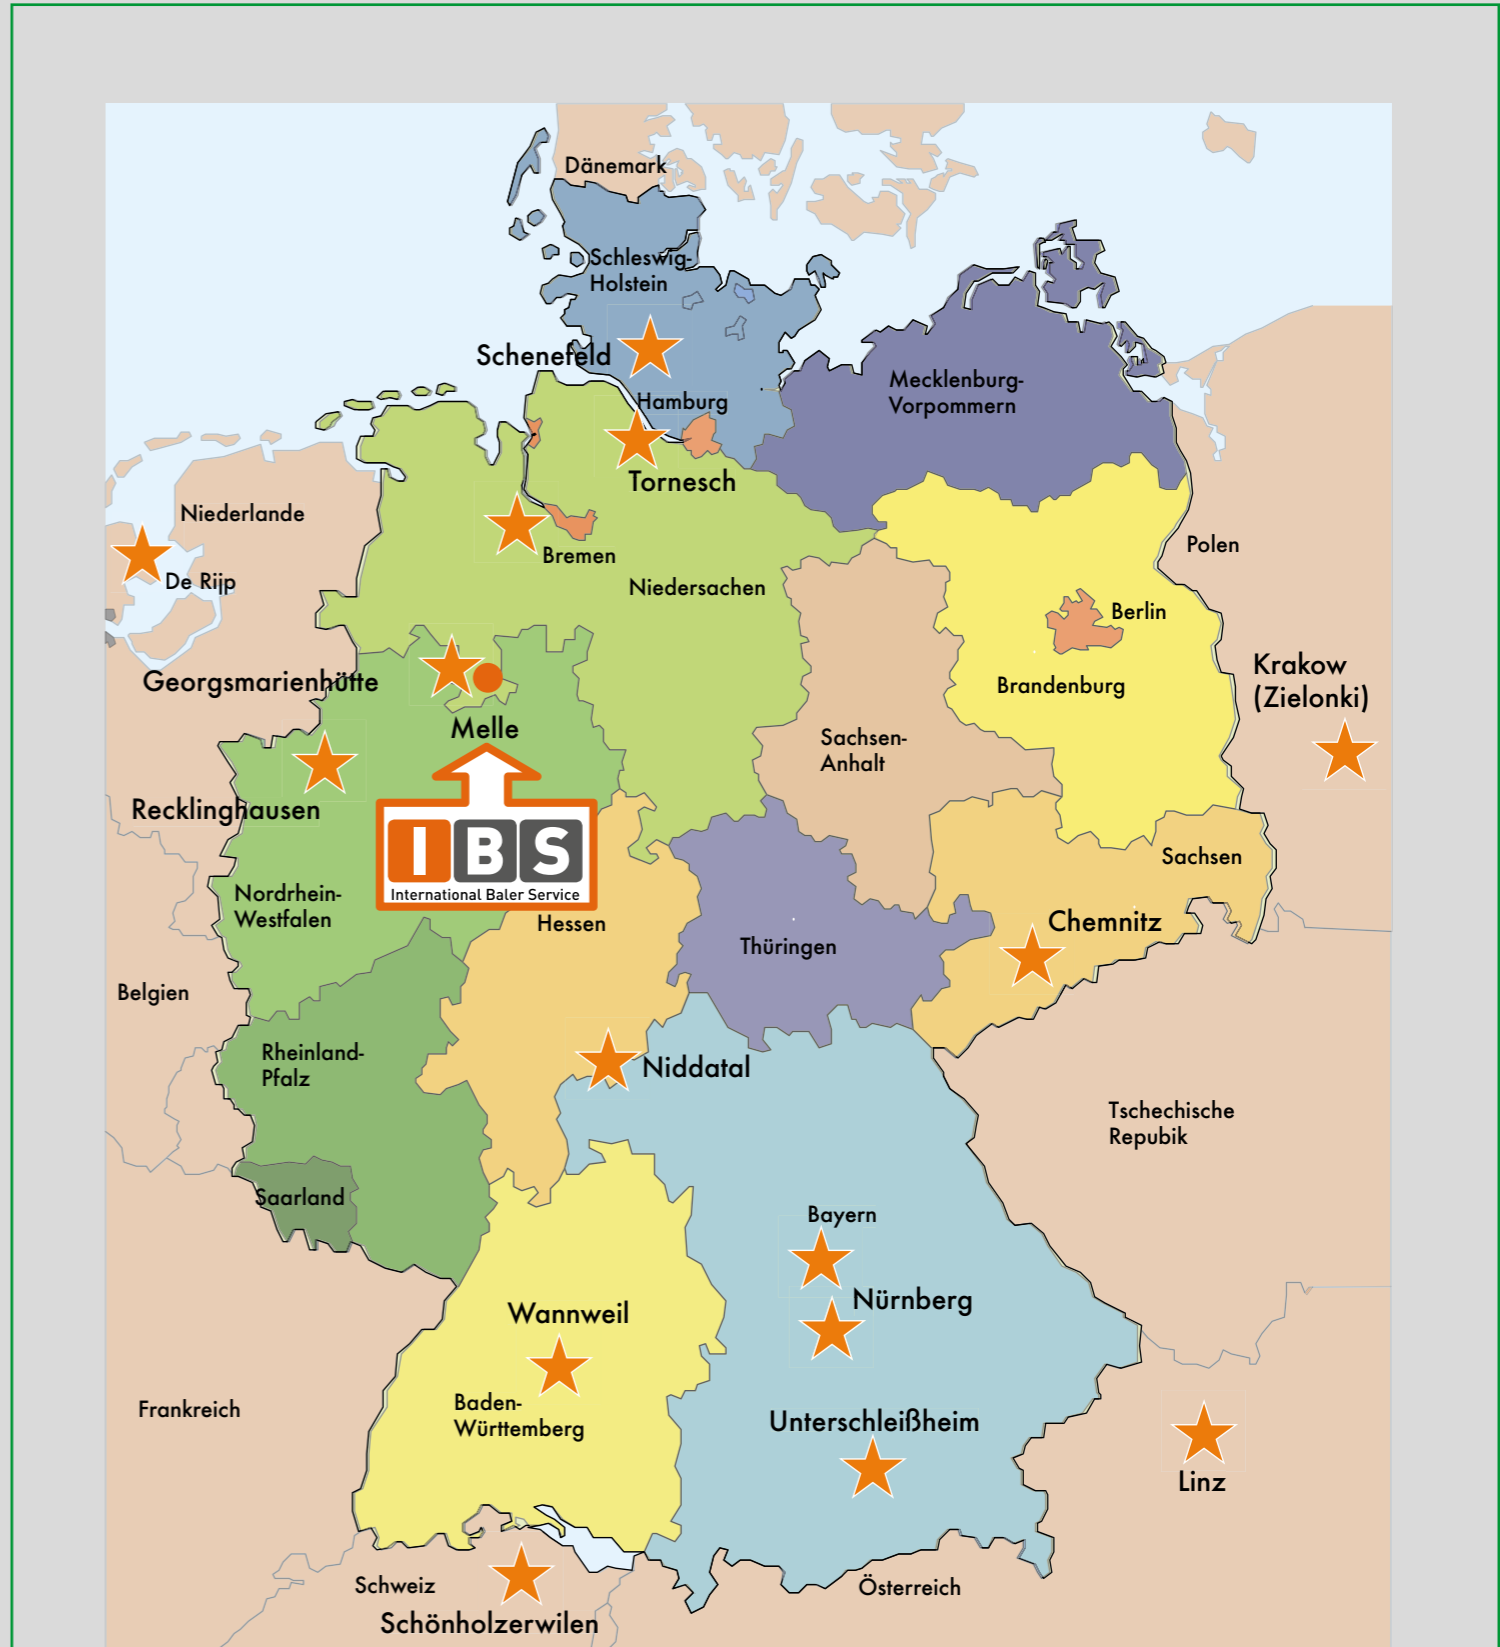 Dänemark
Schleswig-
Holstein
Schenefeld
Hamburg
Mecklenburg-
Vorpommern
Tornesch
Niederlande
Bremen
Polen
De Rijp
Niedersachen
Berlin
Georgsmarienhütte
Krakow
(Zielonki)
Brandenburg
Melle
Sachsen-
Anhalt
Recklinghausen
IBS
International Baler Service
Sachsen
Nordrhein-
Westfalen
Hessen
Chemnitz
Thüringen
Belgien
Rheinland-
Pfalz
Niddatal
Tschechische
Repubik
Saarland
Bayern
Nürnberg
Wannweil
Frankreich
Baden-
Württemberg
Unterschleißheim
Linz
Schweiz
Österreich
Schönholzerwilen